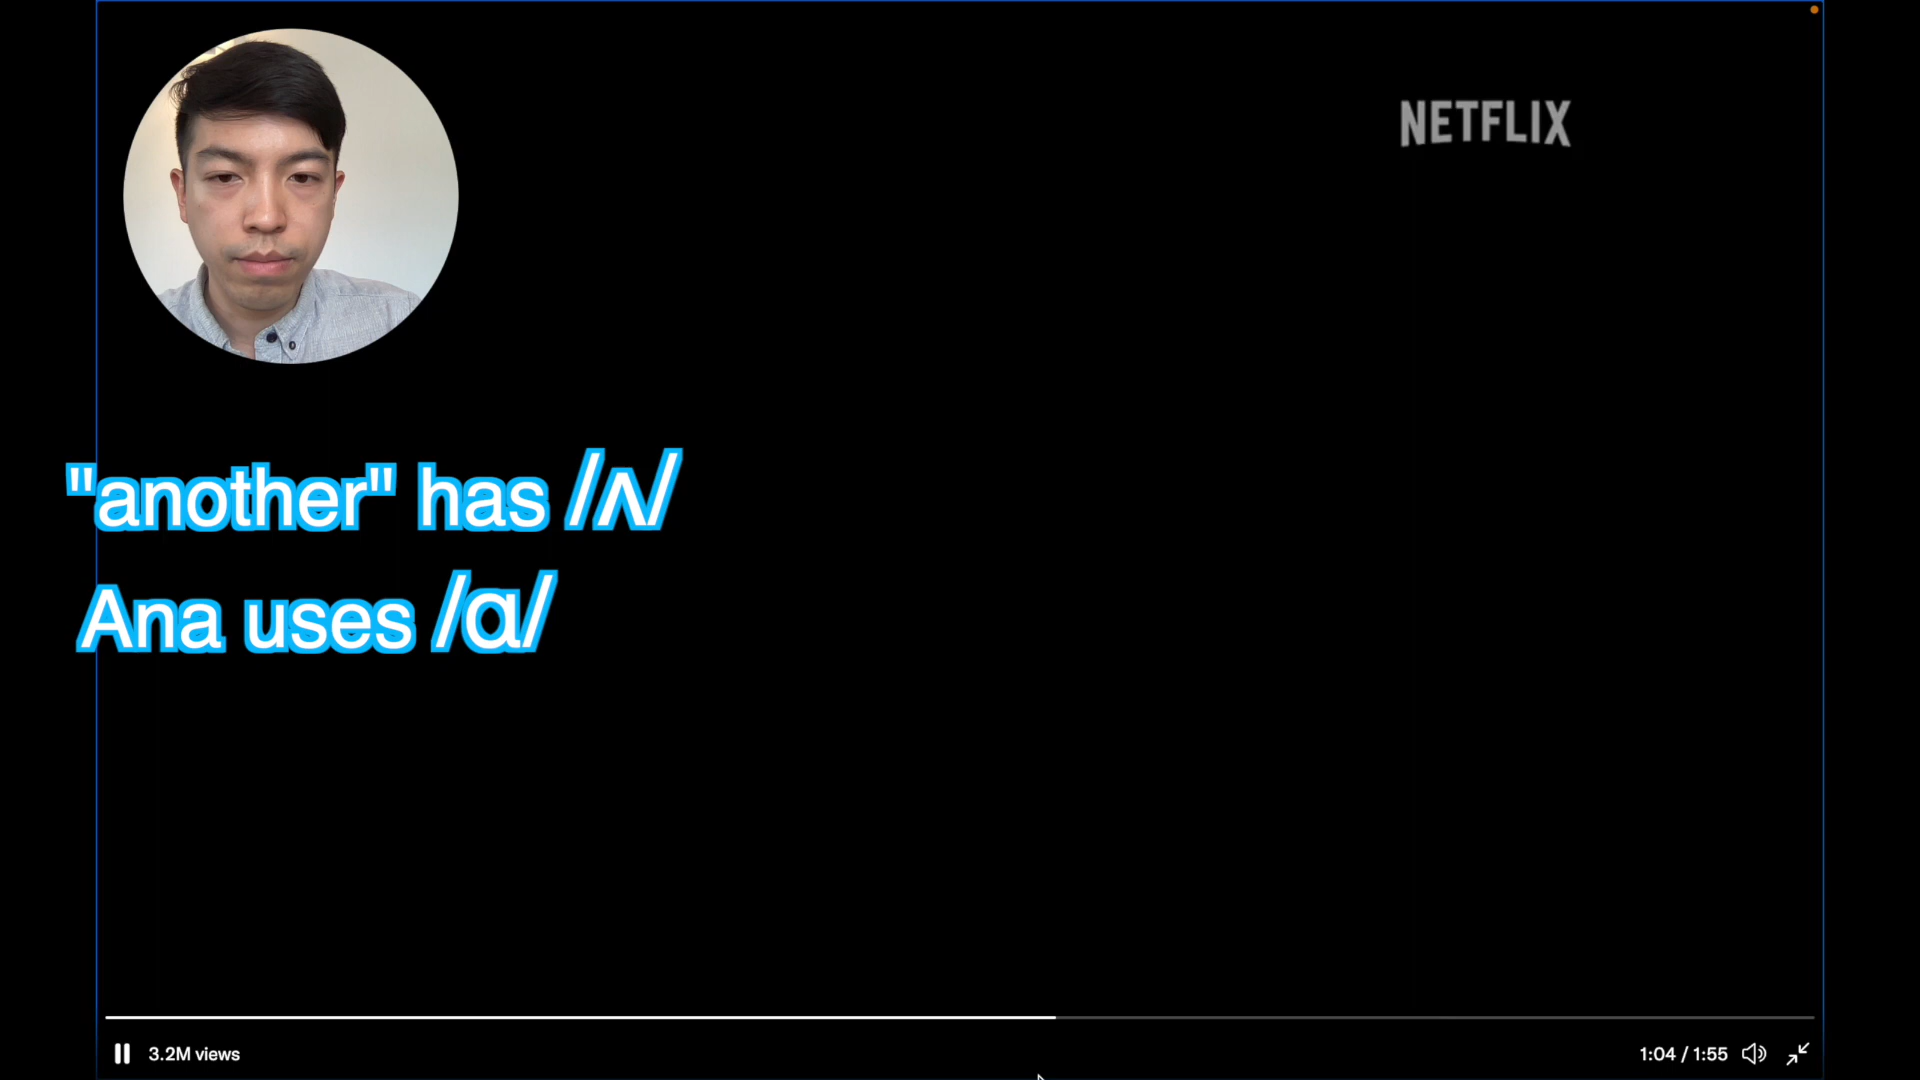 NETFLIX
"another" has /ʌ/
Ana uses /ɑ/
3.2M views
1:04 / 1:55